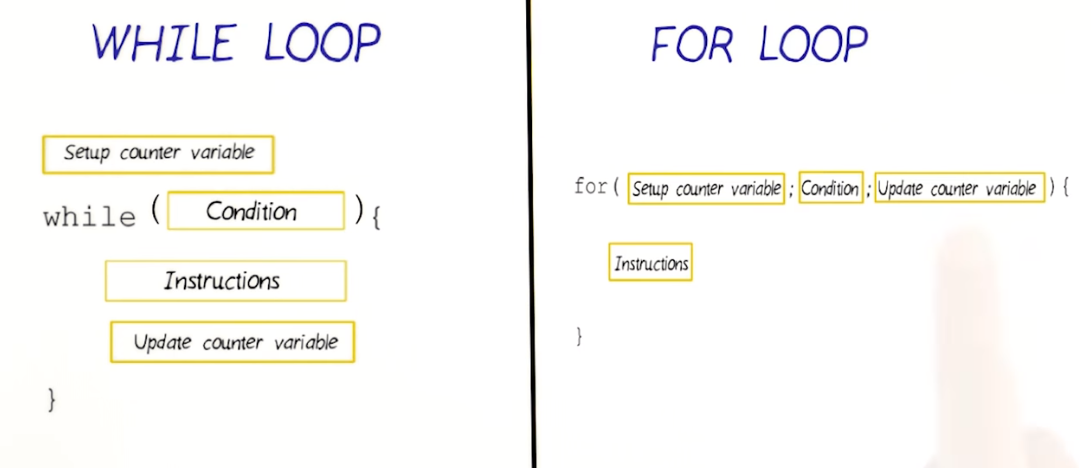 WHILE LOOP
Setup counter variable
while ( Condition ) {
Instructions
Update counter variable
}
FOR LOOP
for ( Setup counter variable ; Condition ; Update counter variable ) {
Instructions
}